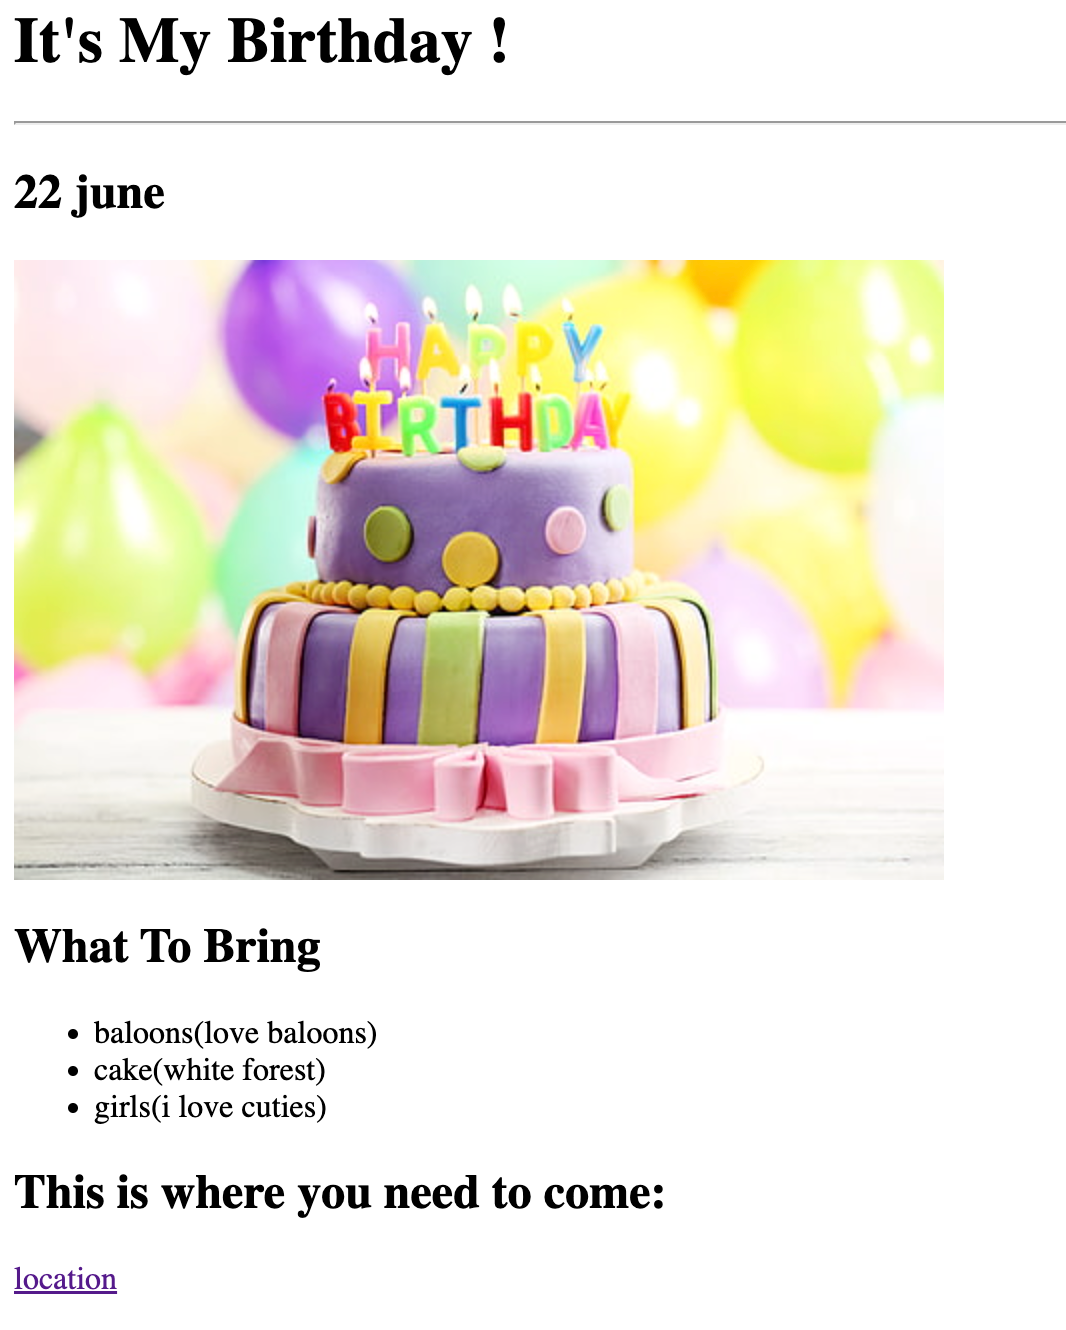 It's My Birthday !
22 june
HAPPY
BIRTHDAY
What To Bring
baloons(love baloons)
cake(white forest)
girls(i love cuties)
This is where you need to come:
location